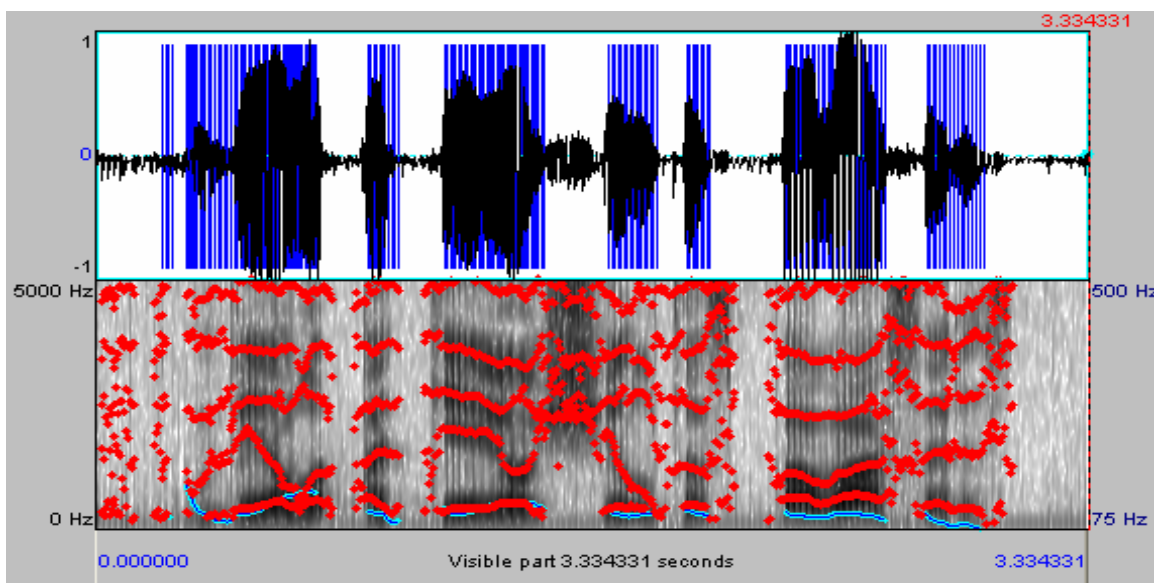 3.334331
1
0
-1
5000 Hz 500 Hz
0 Hz 75 Hz
0.000000 Visible part 3.334331 seconds 3.334331